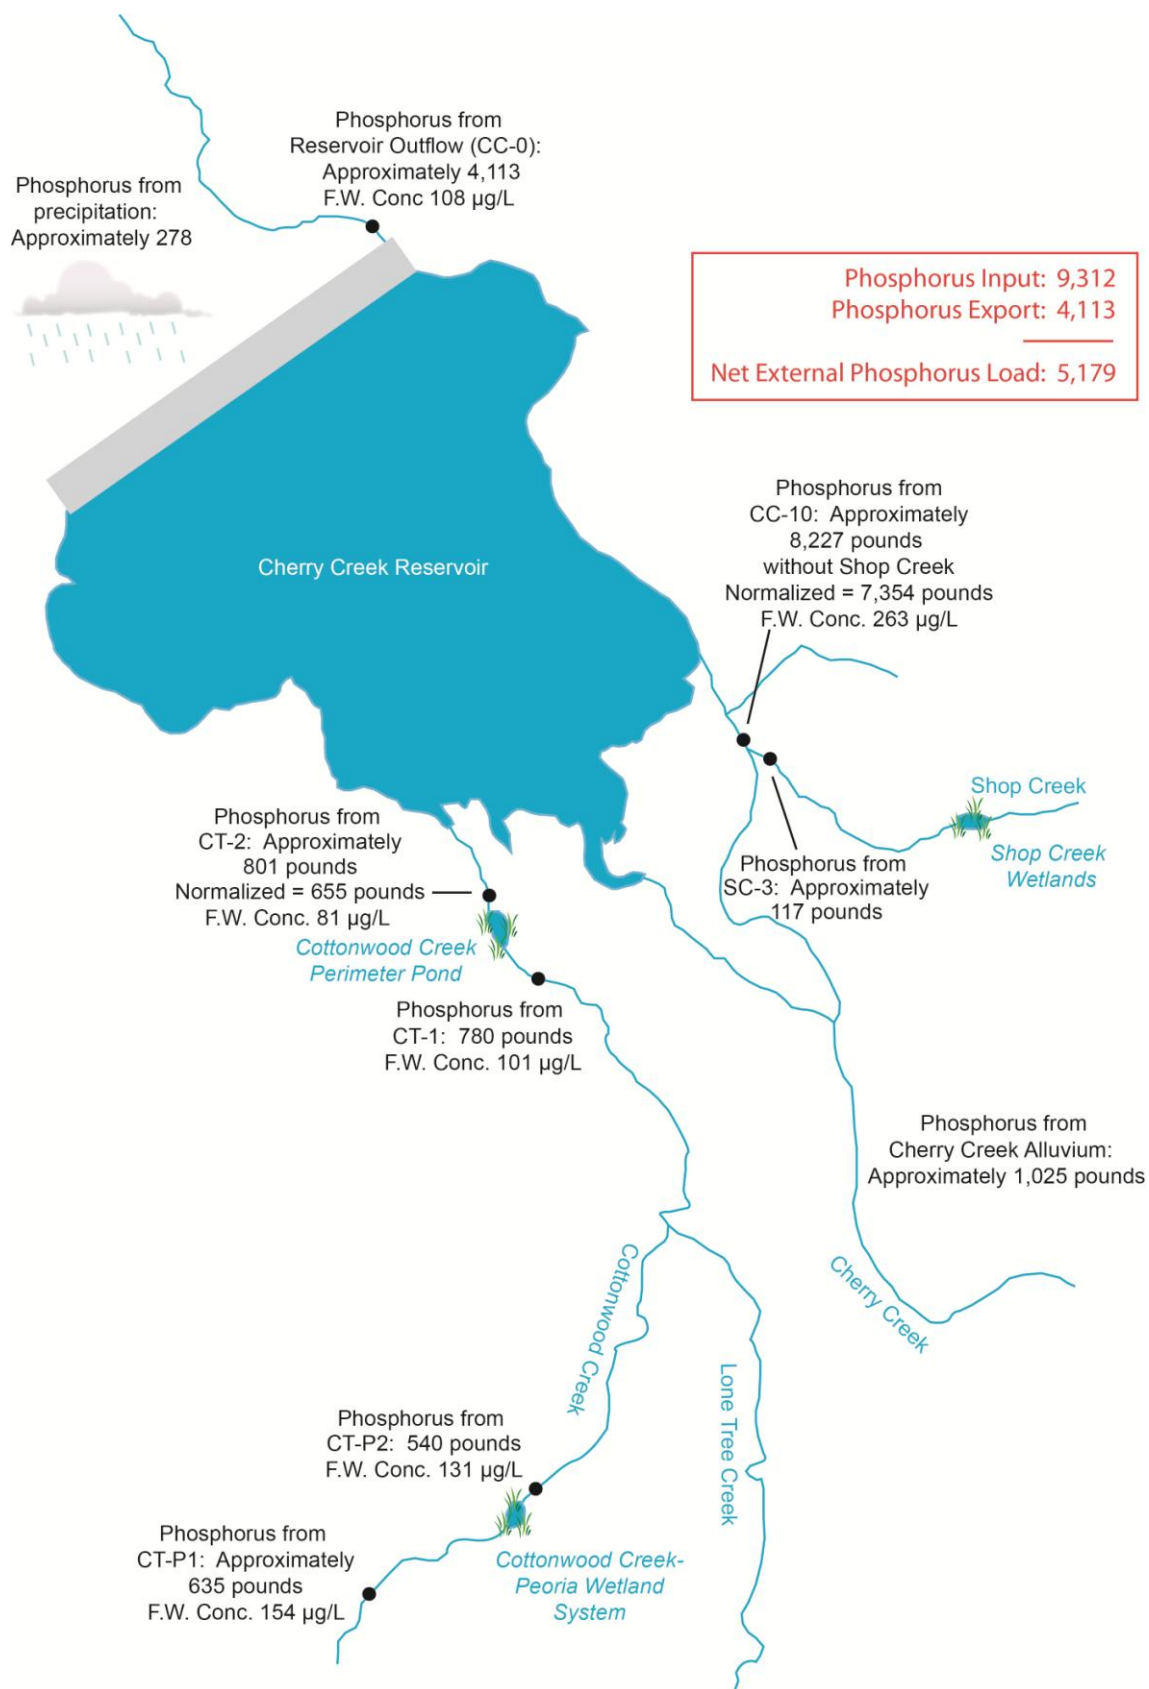 Phosphorus from
Reservoir Outflow (CC-0):
Approximately 4,113
F.W. Conc 108 µg/L
Phosphorus from
precipitation:
Approximately 278
Phosphorus Input: 9,312
Phosphorus Export: 4,113
Net External Phosphorus Load: 5,179
Phosphorus from
CC-10: Approximately
8,227 pounds
without Shop Creek
Normalized = 7,354 pounds
F.W. Conc. 263 µg/L
Cherry Creek Reservoir
Shop Creek
Shop Creek
Wetlands
Phosphorus from
SC-3: Approximately
117 pounds
Phosphorus from
CT-2: Approximately
801 pounds
Normalized = 655 pounds
F.W. Conc. 81 µg/L
Cottonwood Creek
Perimeter Pond
Phosphorus from
CT-1: 780 pounds
F.W. Conc. 101 µg/L
Phosphorus from
Cherry Creek Alluvium:
Approximately 1,025 pounds
Cherry Creek
Cottonwood Creek
Lone Tree Creek
Phosphorus from
CT-P2: 540 pounds
F.W. Conc. 131 µg/L
Phosphorus from
CT-P1: Approximately
635 pounds
F.W. Conc. 154 µg/L
Cottonwood Creek-
Peoria Wetland
System